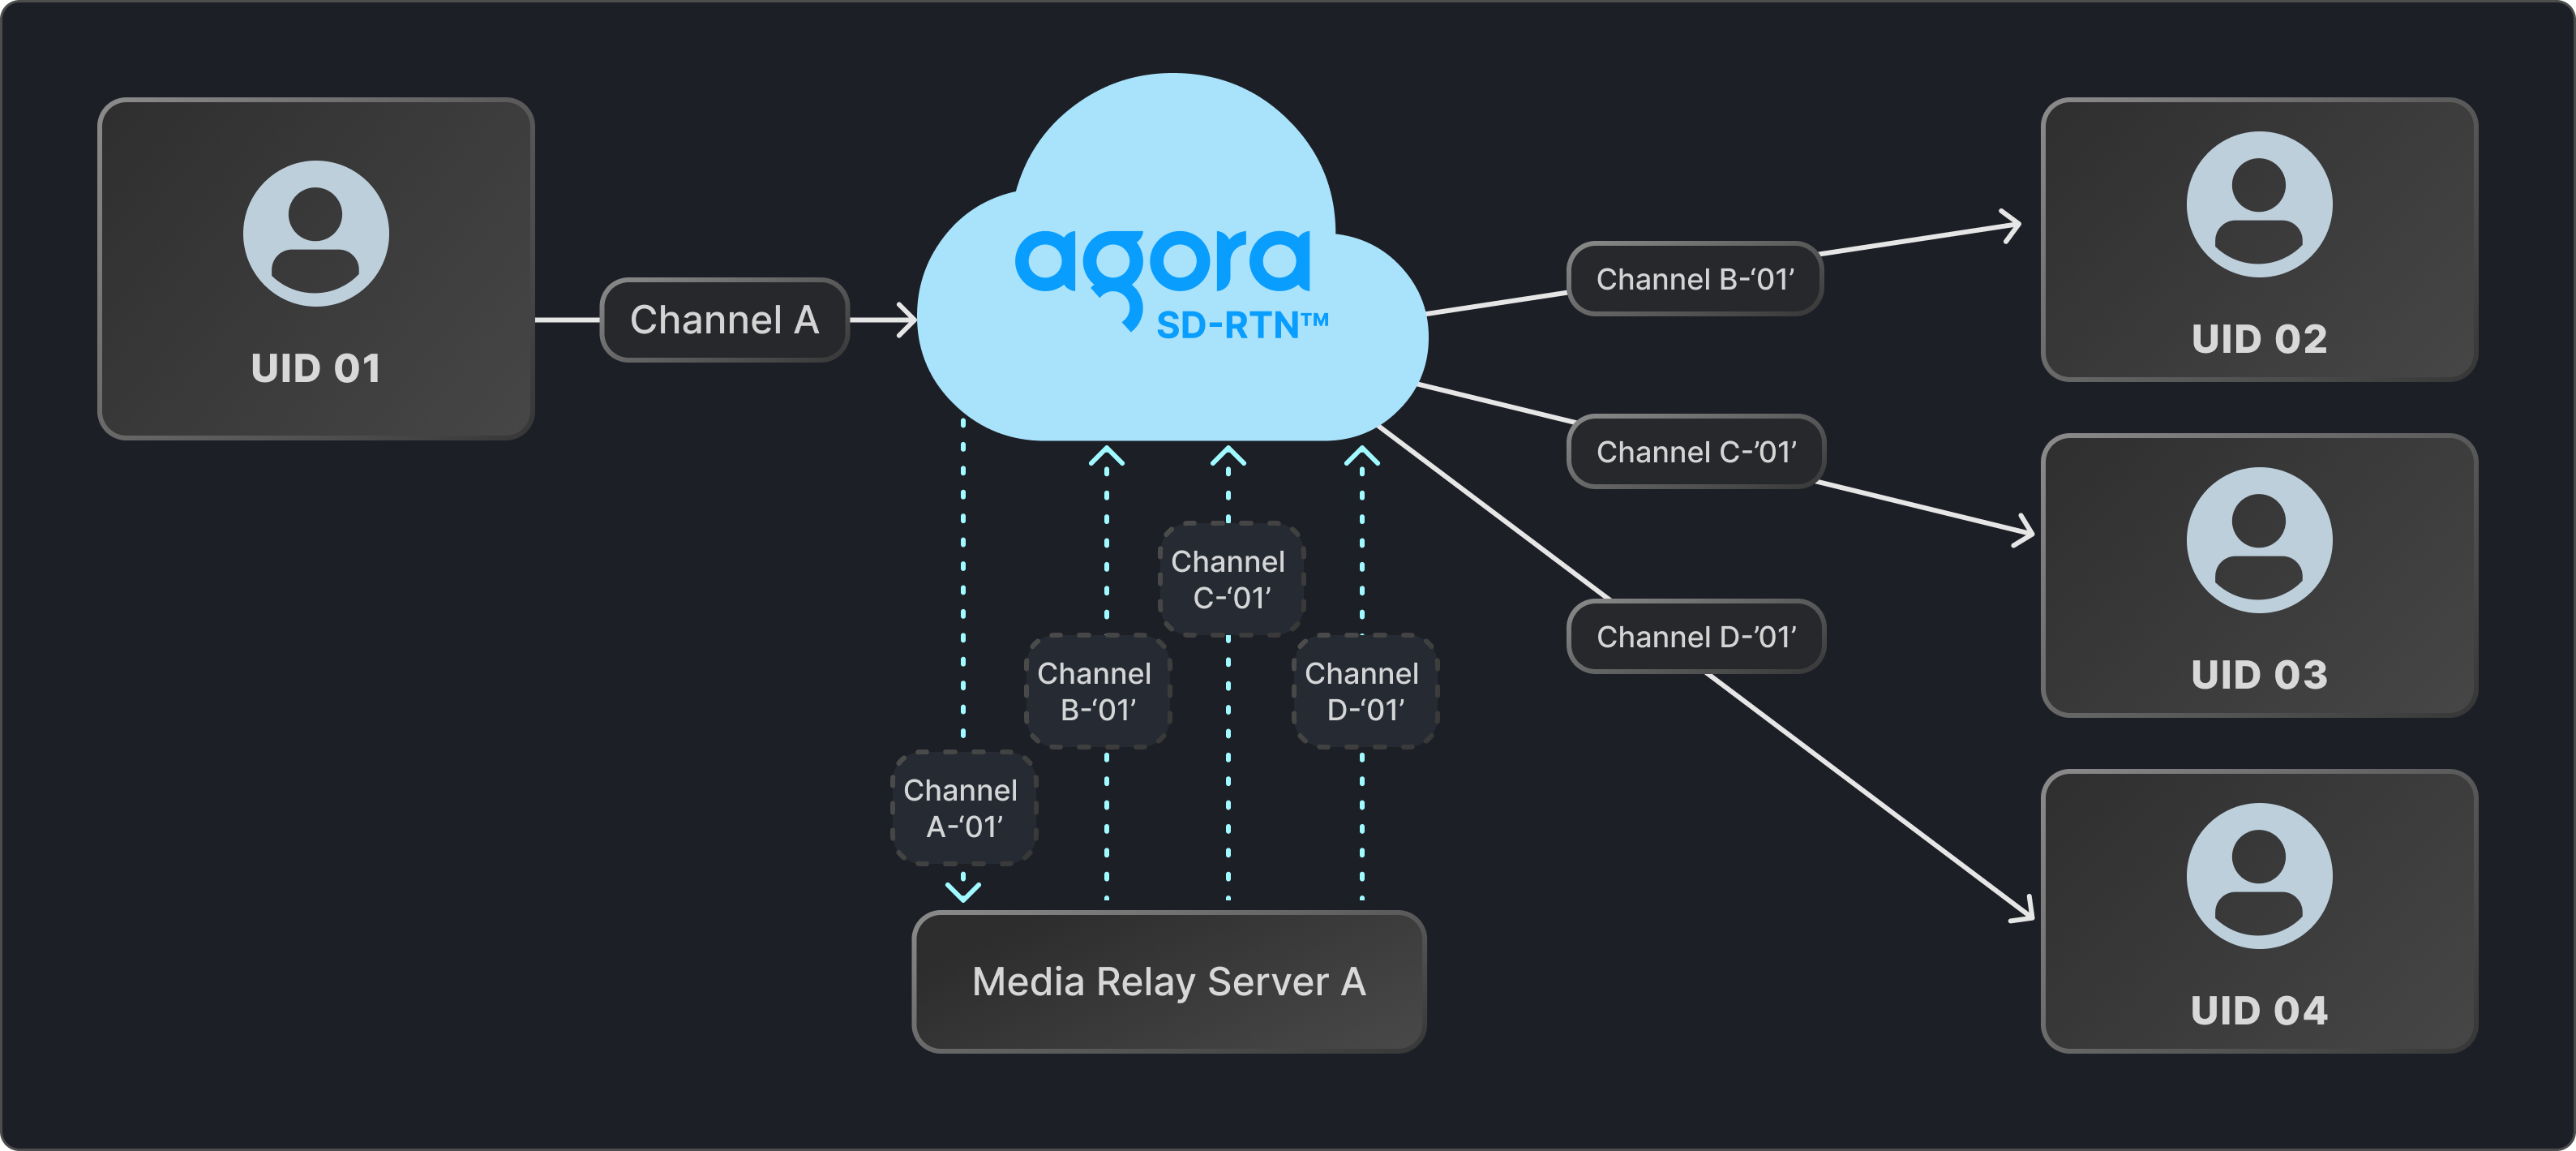 UID 01
Channel A
agora
SD-RTN™
Channel B-‘01’
Channel C-’01’
Channel D-’01’
UID 02
UID 03
UID 04
Channel
C-‘01’
Channel
B-‘01’
Channel
D-‘01’
Channel
A-‘01’
Media Relay Server A